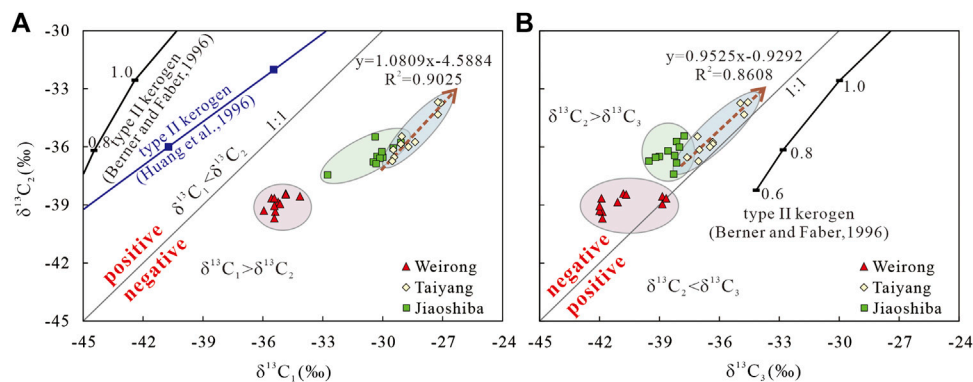 A
-30
-33
-36
-39
-42
-45
δ¹³C₂(‰)
1.0
0.8
type II kerogen
(Berner and Faber,1996)
type II kerogen
(Huang et al.,1996)
1:1
δ¹³C₁<δ¹³C₂
y=1.0809x-4.5884
R²=0.9025
positive
negative
δ¹³C₁>δ¹³C₂
Weirong
Taiyang
Jiaoshiba
-45 -42 -39 -36 -33 -30 -27 -24
δ¹³C₁(‰)
B
y=0.9525x-0.9292
R²=0.8608
1:1
δ¹³C₂>δ¹³C₃
1.0
0.8
0.6
type II kerogen
(Berner and Faber,1996)
negative
positive
δ¹³C₂<δ¹³C₃
Weirong
Taiyang
Jiaoshiba
-45 -42 -39 -36 -33 -30 -27 -24
δ¹³C₃(‰)